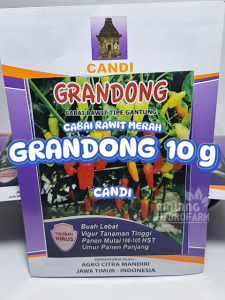 CANDI
GRANDONG
CABAI RAWIT TIPE GANTUNG
CABAI RAWIT MERAH
GRANDONG 10 g
CANDI
TOLERAN
VIRUS
Buah Lebat
Vigur Tanaman Tinggi
Panen Mulai 100-105 HST
Umur Panen Panjang
AGRO CITRA MANDIRI
JAWA TIMUR - INDONESIA